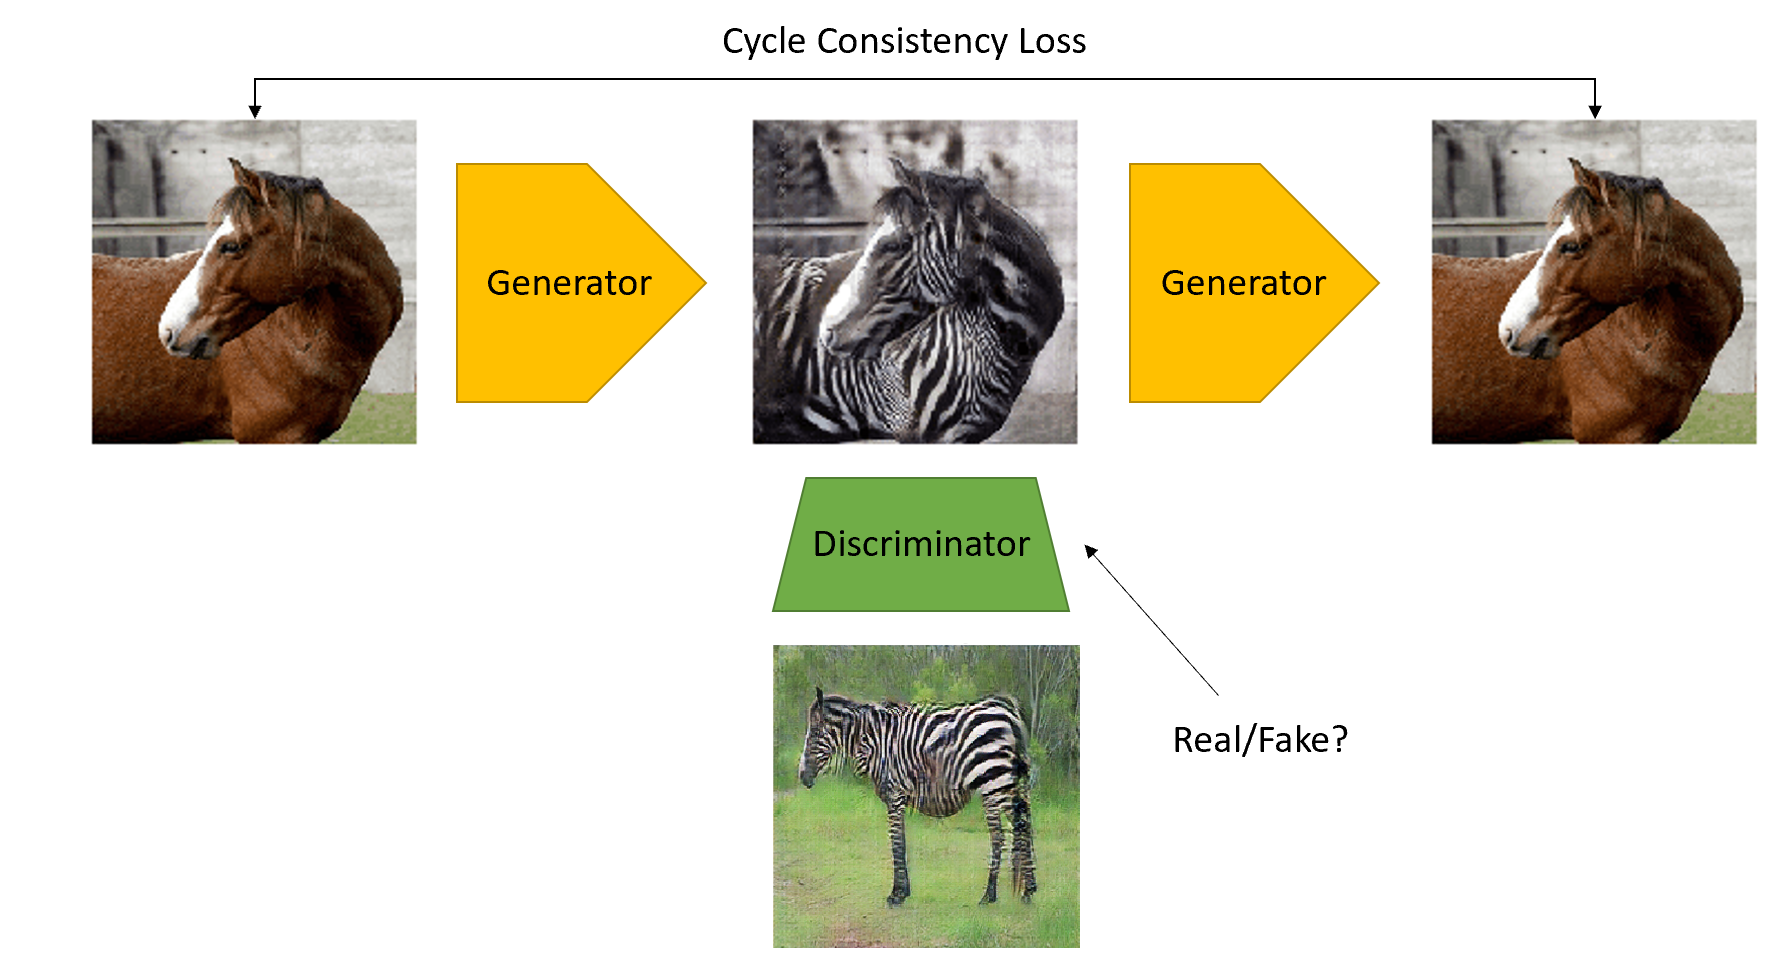 Cycle Consistency Loss
Generator
Generator
Discriminator
Real/Fake?